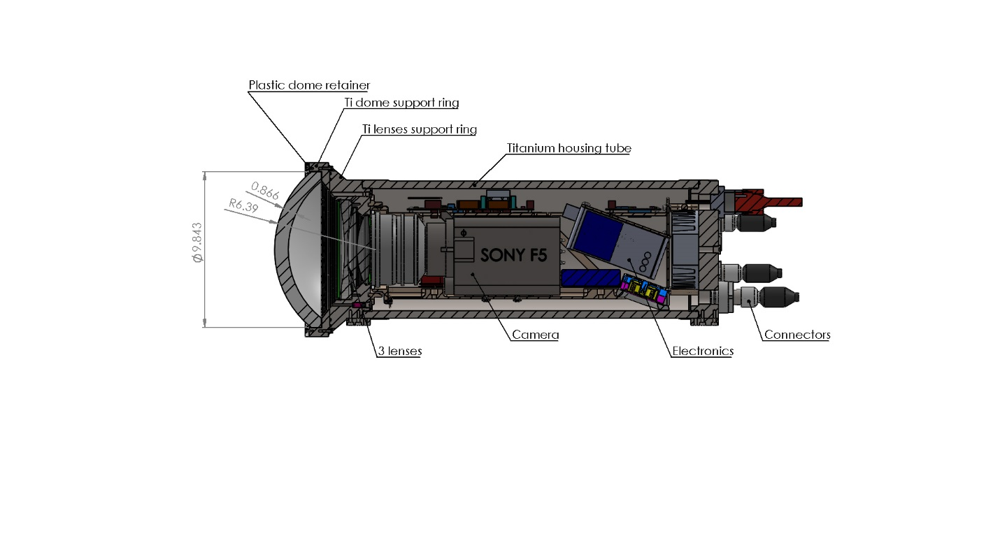 Plastic dome retainer
Ti dome support ring
Ti lenses support ring
Titanium housing tube
0.866
R6.39
Ø9.843
SONY F5
Camera
3 lenses
Electronics
Connectors